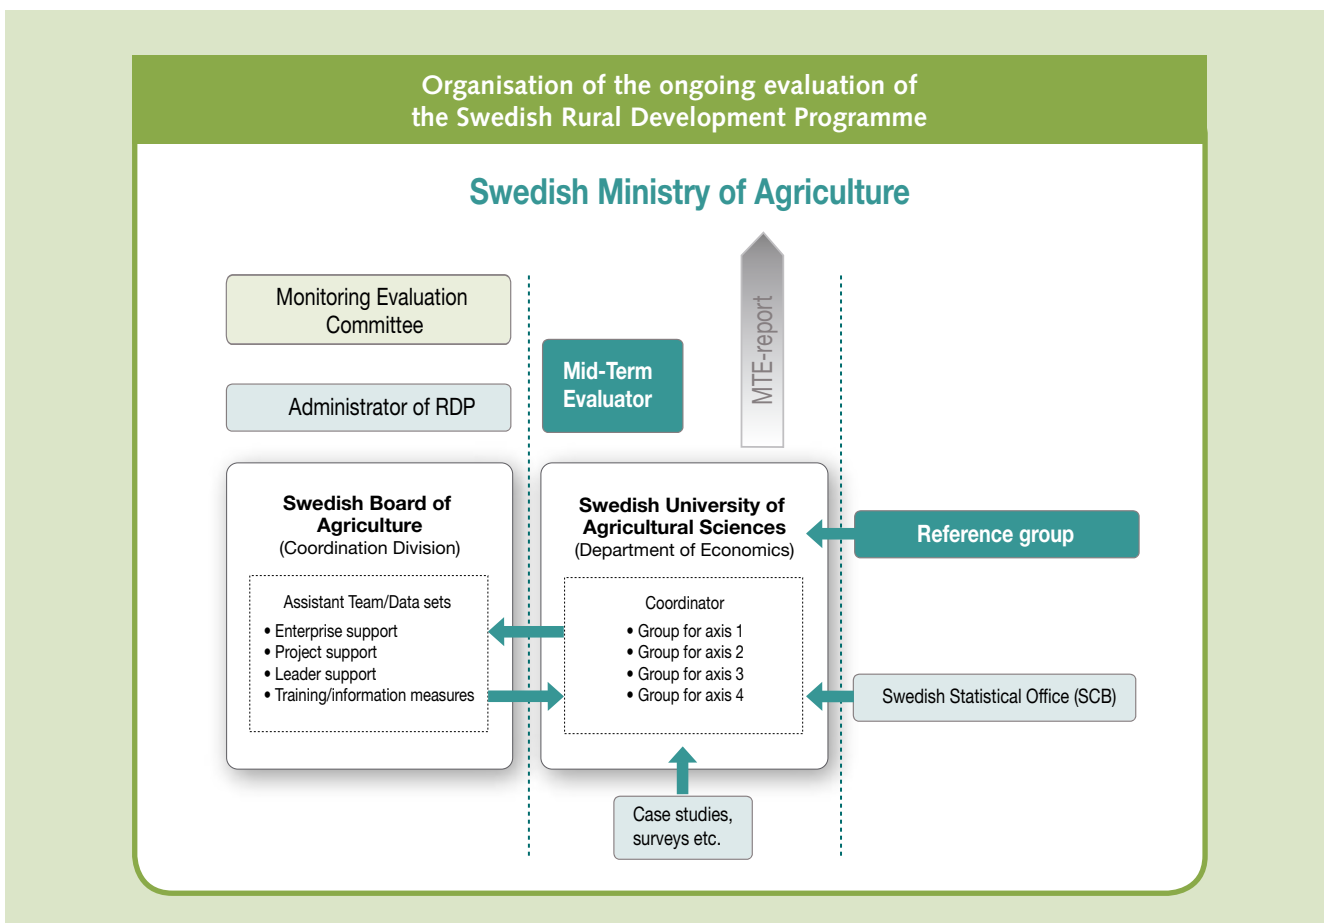 Organisation of the ongoing evaluation of
the Swedish Rural Development Programme
Swedish Ministry of Agriculture
Monitoring Evaluation
Committee
Administrator of RDP
Mid-Term
Evaluator
MTE-report
Swedish Board of
Agriculture
(Coordination Division)
Assistant Team/Data sets
• Enterprise support
• Project support
• Leader support
• Training/information measures
Swedish University of
Agricultural Sciences
(Department of Economics)
Coordinator
• Group for axis 1
• Group for axis 2
• Group for axis 3
• Group for axis 4
Reference group
Swedish Statistical Office (SCB)
Case studies,
surveys etc.